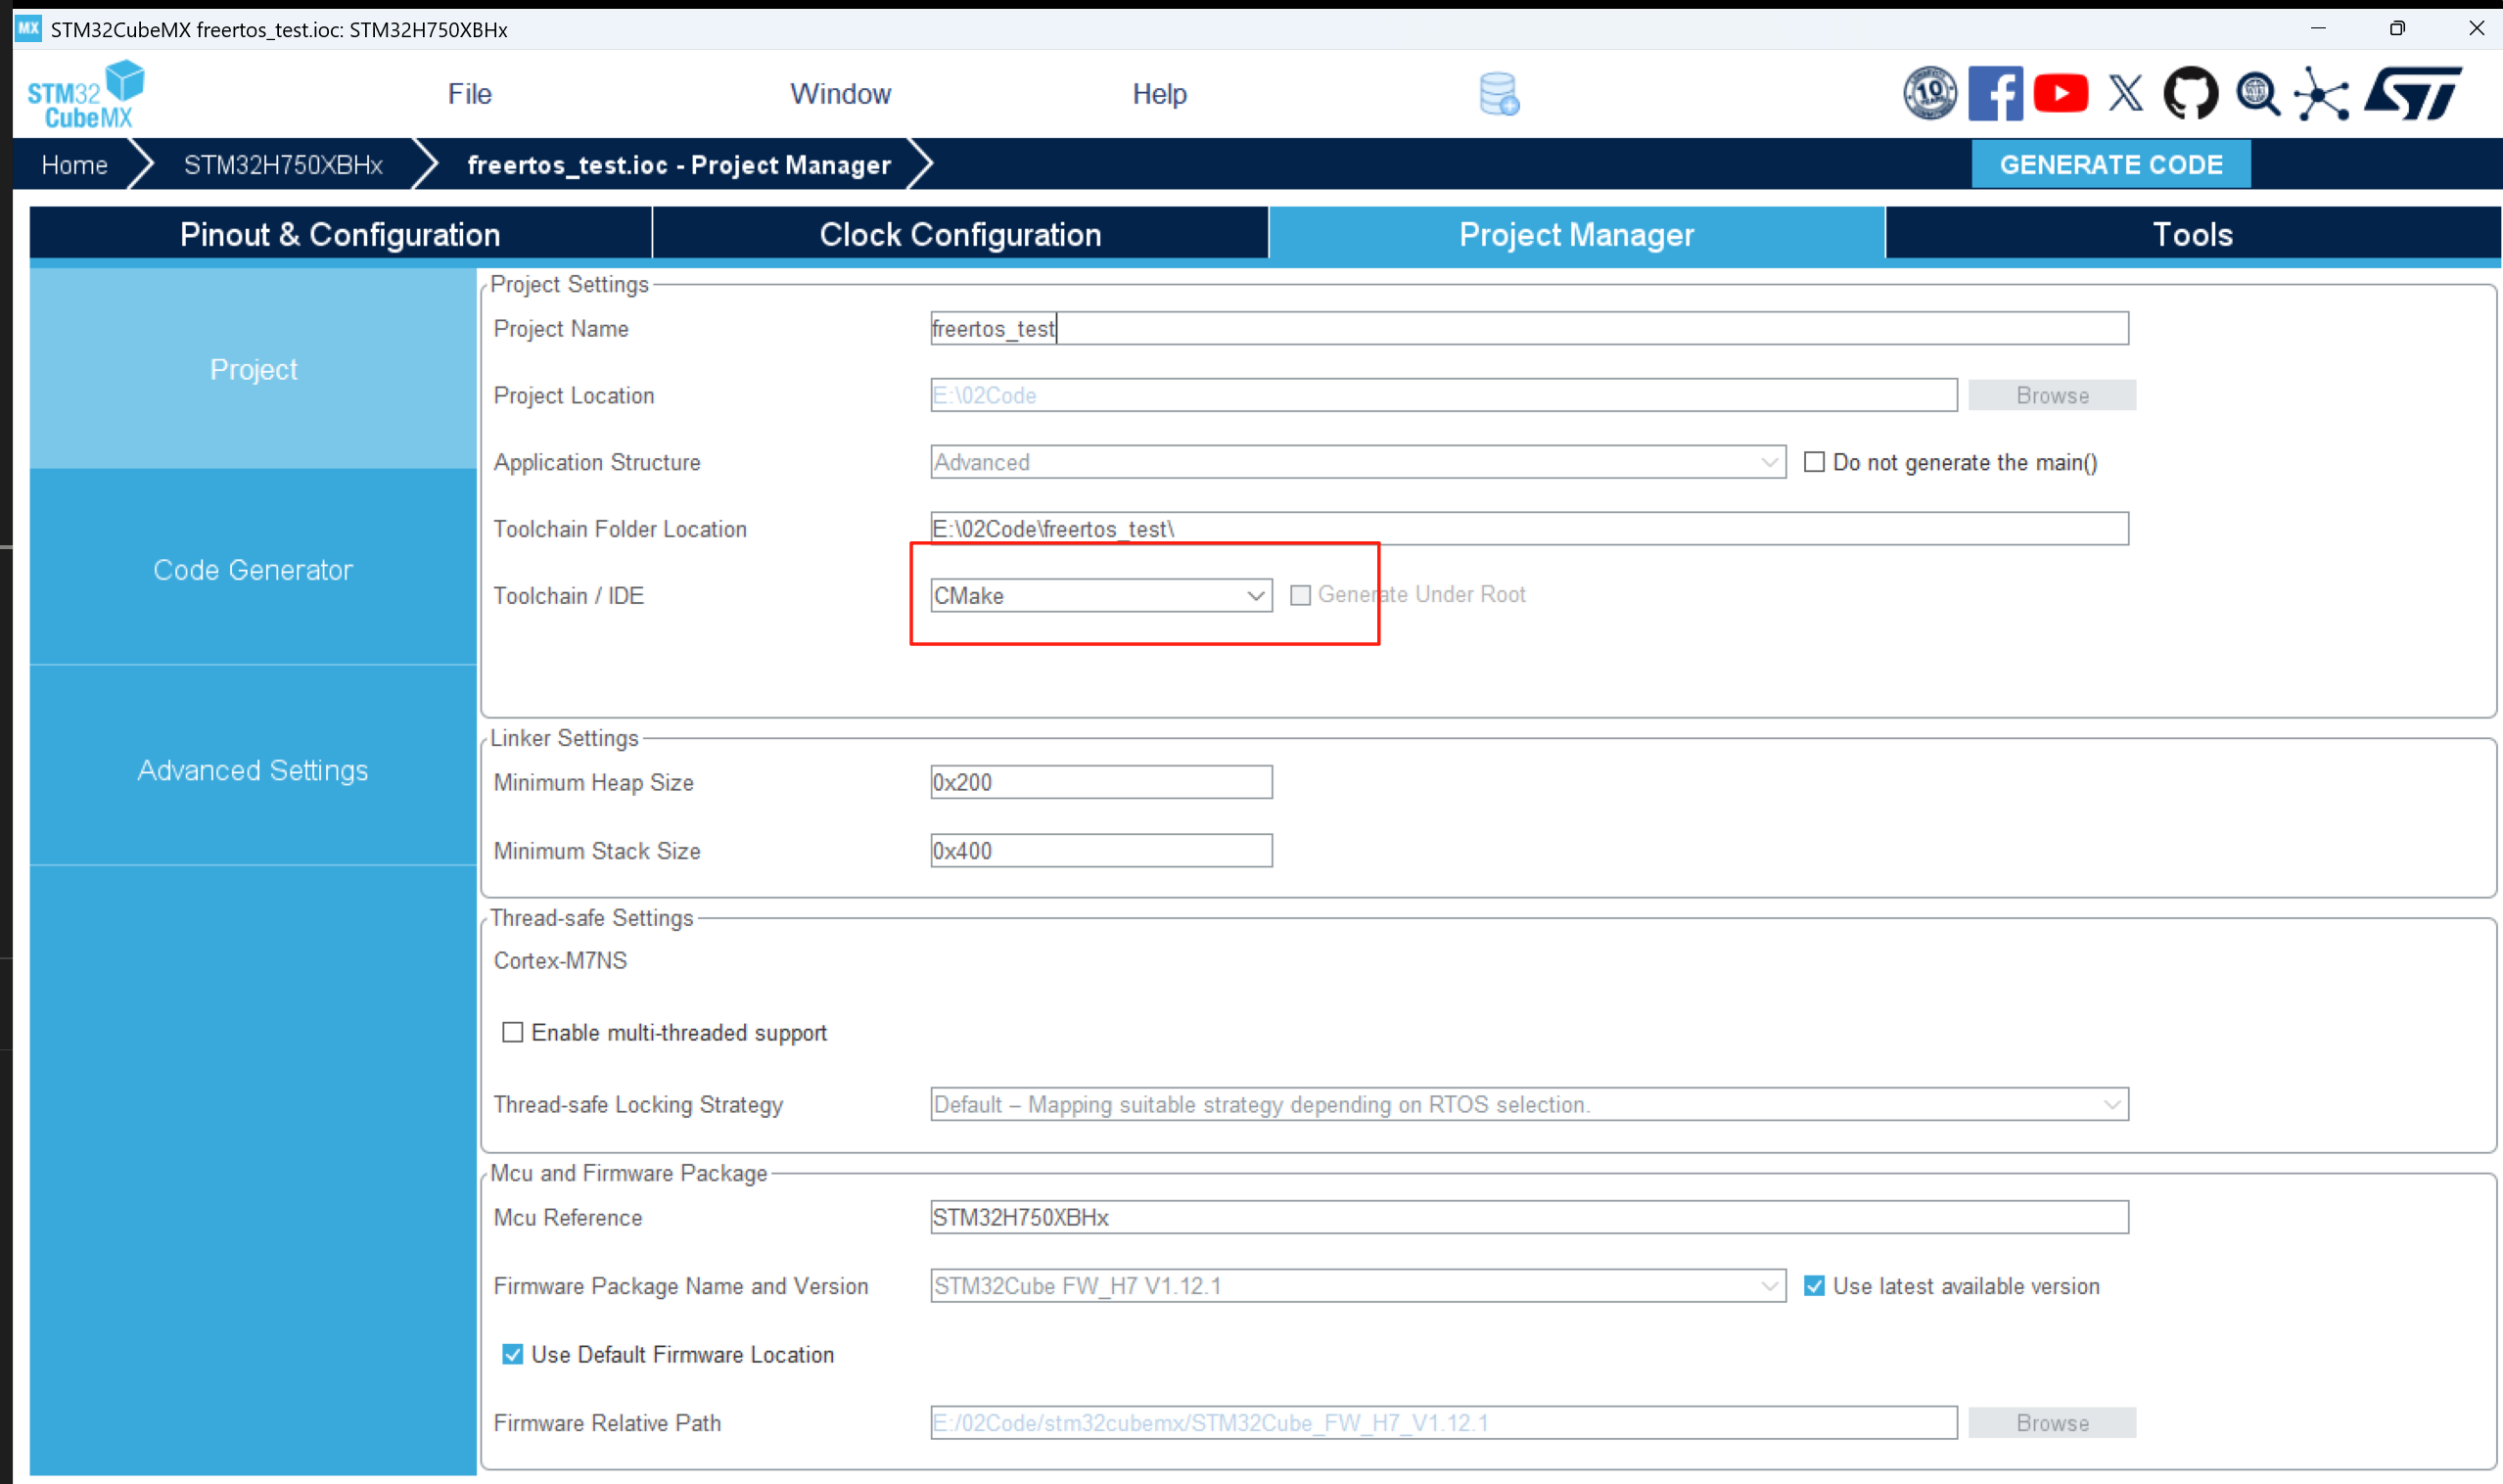 MX STM32CubeMX freertos_test.ioc: STM32H750XBHx
STM32 CubeMX
File Window Help
10 YEARS
ST
Home STM32H750XBHx freertos_test.ioc - Project Manager GENERATE CODE
Pinout & Configuration Clock Configuration Project Manager Tools
Project
Code Generator
Advanced Settings
Project Settings
Project Name freertos_test
Project Location E:\02Code Browse
Application Structure Advanced Do not generate the main()
Toolchain Folder Location E:\02Code\freertos_test\
Toolchain / IDE CMake Generate Under Root
Linker Settings
Minimum Heap Size 0x200
Minimum Stack Size 0x400
Thread-safe Settings
Cortex-M7NS
Enable multi-threaded support
Thread-safe Locking Strategy Default – Mapping suitable strategy depending on RTOS selection.
Mcu and Firmware Package
Mcu Reference STM32H750XBHx
Firmware Package Name and Version STM32Cube FW_H7 V1.12.1 Use latest available version
Use Default Firmware Location
Firmware Relative Path E:/02Code/stm32cubemx/STM32Cube_FW_H7_V1.12.1 Browse